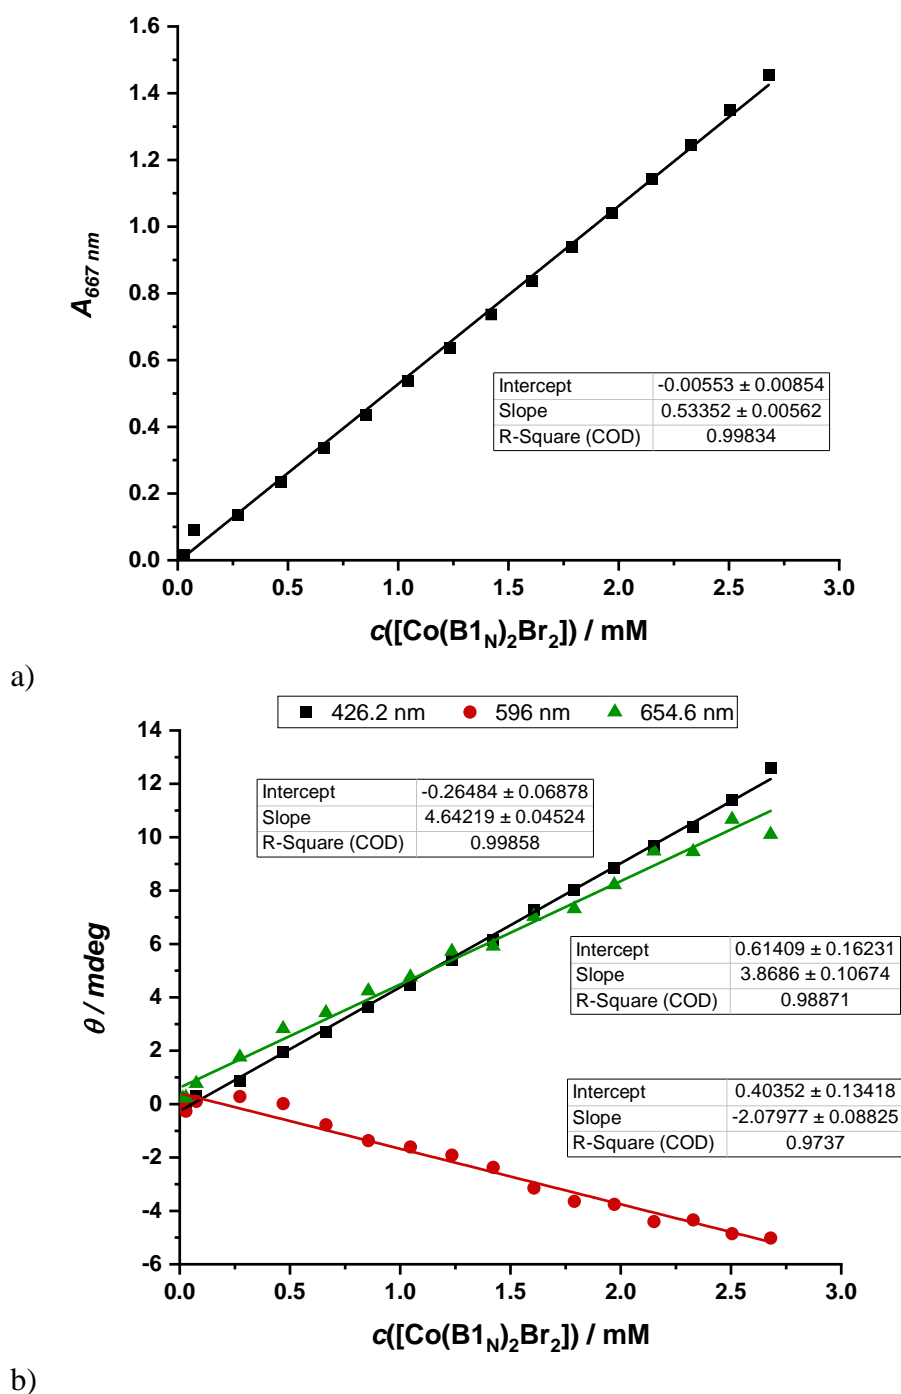 1.6
1.4
1.2
1.0
0.8
0.6
0.4
0.2
0.0
A667 nm
Intercept -0.00553 ± 0.00854
Slope 0.53352 ± 0.00562
R-Square (COD) 0.99834
0.0 0.5 1.0 1.5 2.0 2.5 3.0
c([Co(B1N)2Br2]) / mM
a)
426.2 nm 596 nm 654.6 nm
14
12
10
8
6
4
2
0
-2
-4
-6
θ / mdeg
Intercept -0.26484 ± 0.06878
Slope 4.64219 ± 0.04524
R-Square (COD) 0.99858
Intercept 0.61409 ± 0.16231
Slope 3.8686 ± 0.10674
R-Square (COD) 0.98871
Intercept 0.40352 ± 0.13418
Slope -2.07977 ± 0.08825
R-Square (COD) 0.9737
0.0 0.5 1.0 1.5 2.0 2.5 3.0
c([Co(B1N)2Br2]) / mM
b)